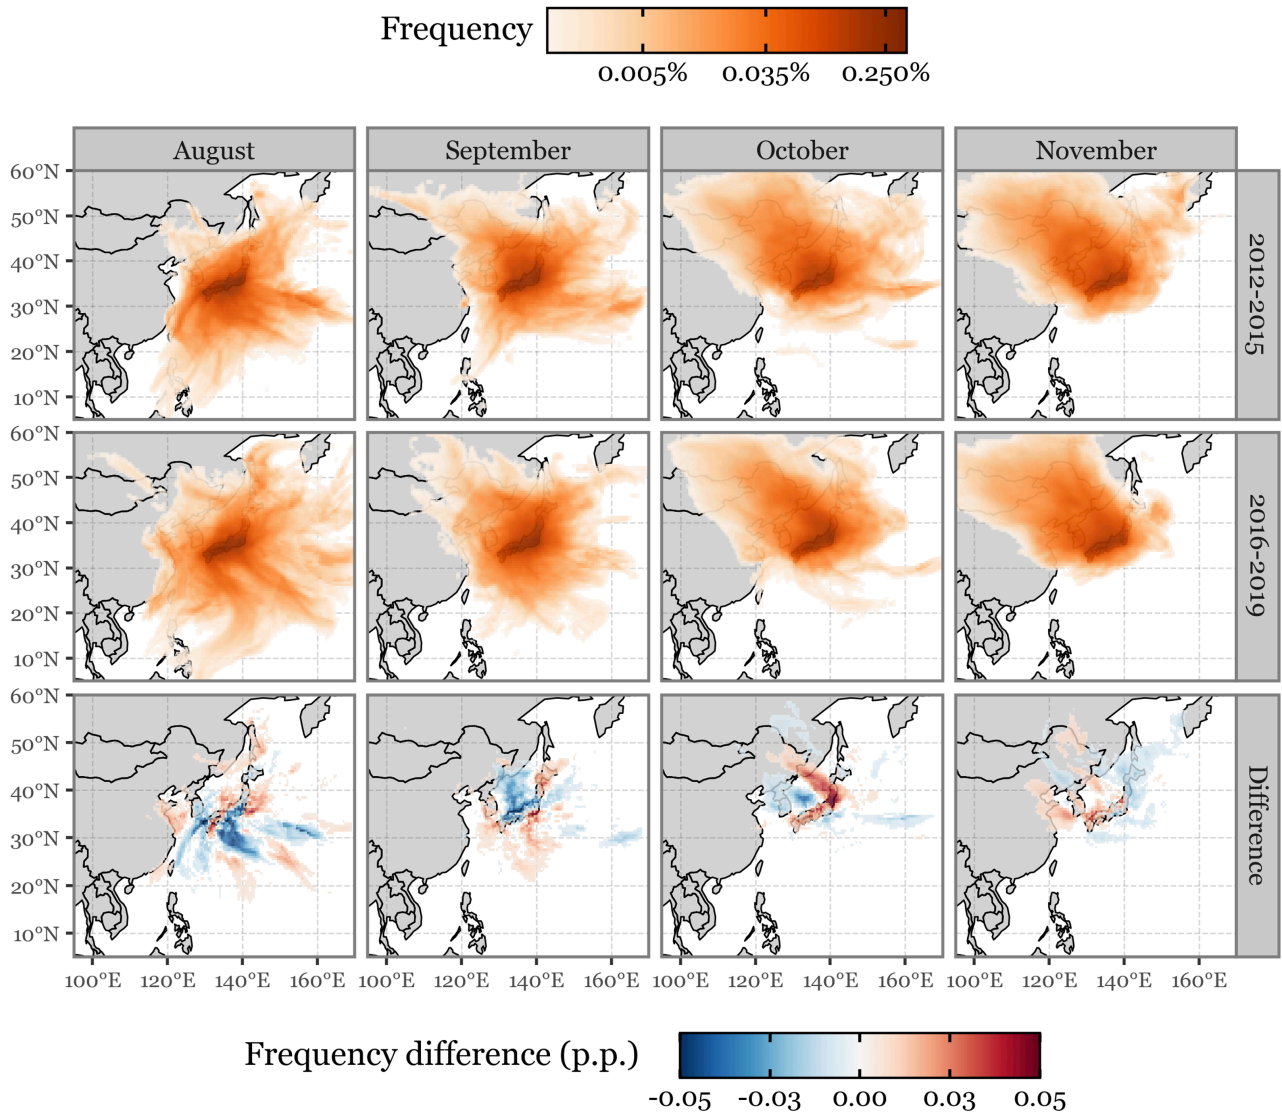 Frequency
0.005% 0.035% 0.250%
August September October November
60°N
50°N
40°N
30°N
20°N
10°N
2012-2015
60°N
50°N
40°N
30°N
20°N
10°N
2016-2019
60°N
50°N
40°N
30°N
20°N
10°N
Difference
100°E 120°E 140°E 160°E 100°E 120°E 140°E 160°E 100°E 120°E 140°E 160°E 100°E 120°E 140°E 160°E
Frequency difference (p.p.)
-0.05 -0.03 0.00 0.03 0.05